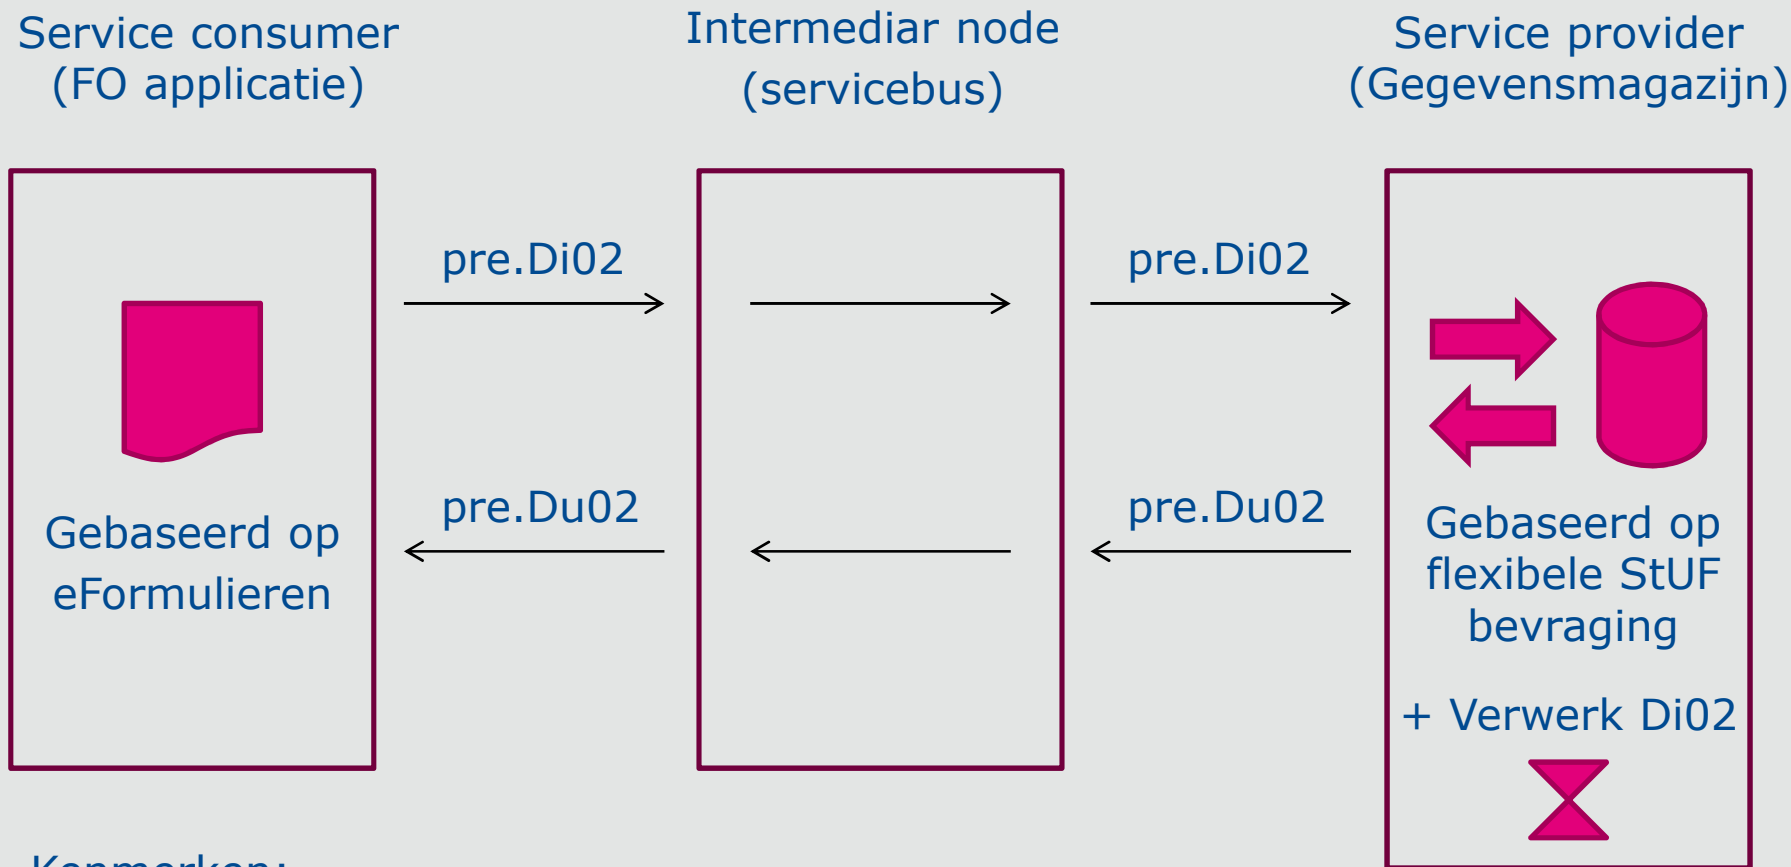 Service consumer
(FO applicatie)
Intermediar node
(servicebus)
Service provider
(Gegevensmagazijn)
pre.Di02
pre.Di02
pre.Du02
pre.Du02
Gebaseerd op
eFormulieren
Gebaseerd op
flexibele StUF
bevraging
+ Verwerk Di02
Kenmerken: